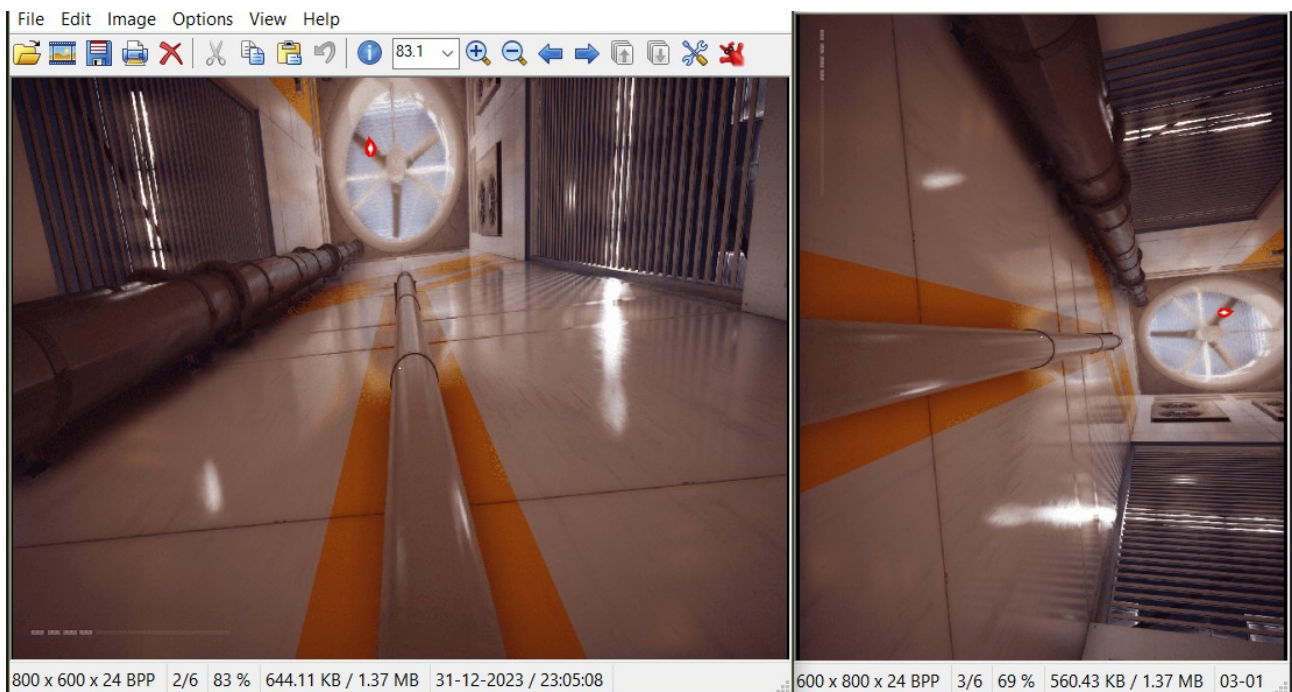 File Edit Image Options View Help
83.1
800 x 600 x 24 BPP 2/6 83 % 644.11 KB / 1.37 MB 31-12-2023 / 23:05:08
600 x 800 x 24 BPP 3/6 69 % 560.43 KB / 1.37 MB 03-01